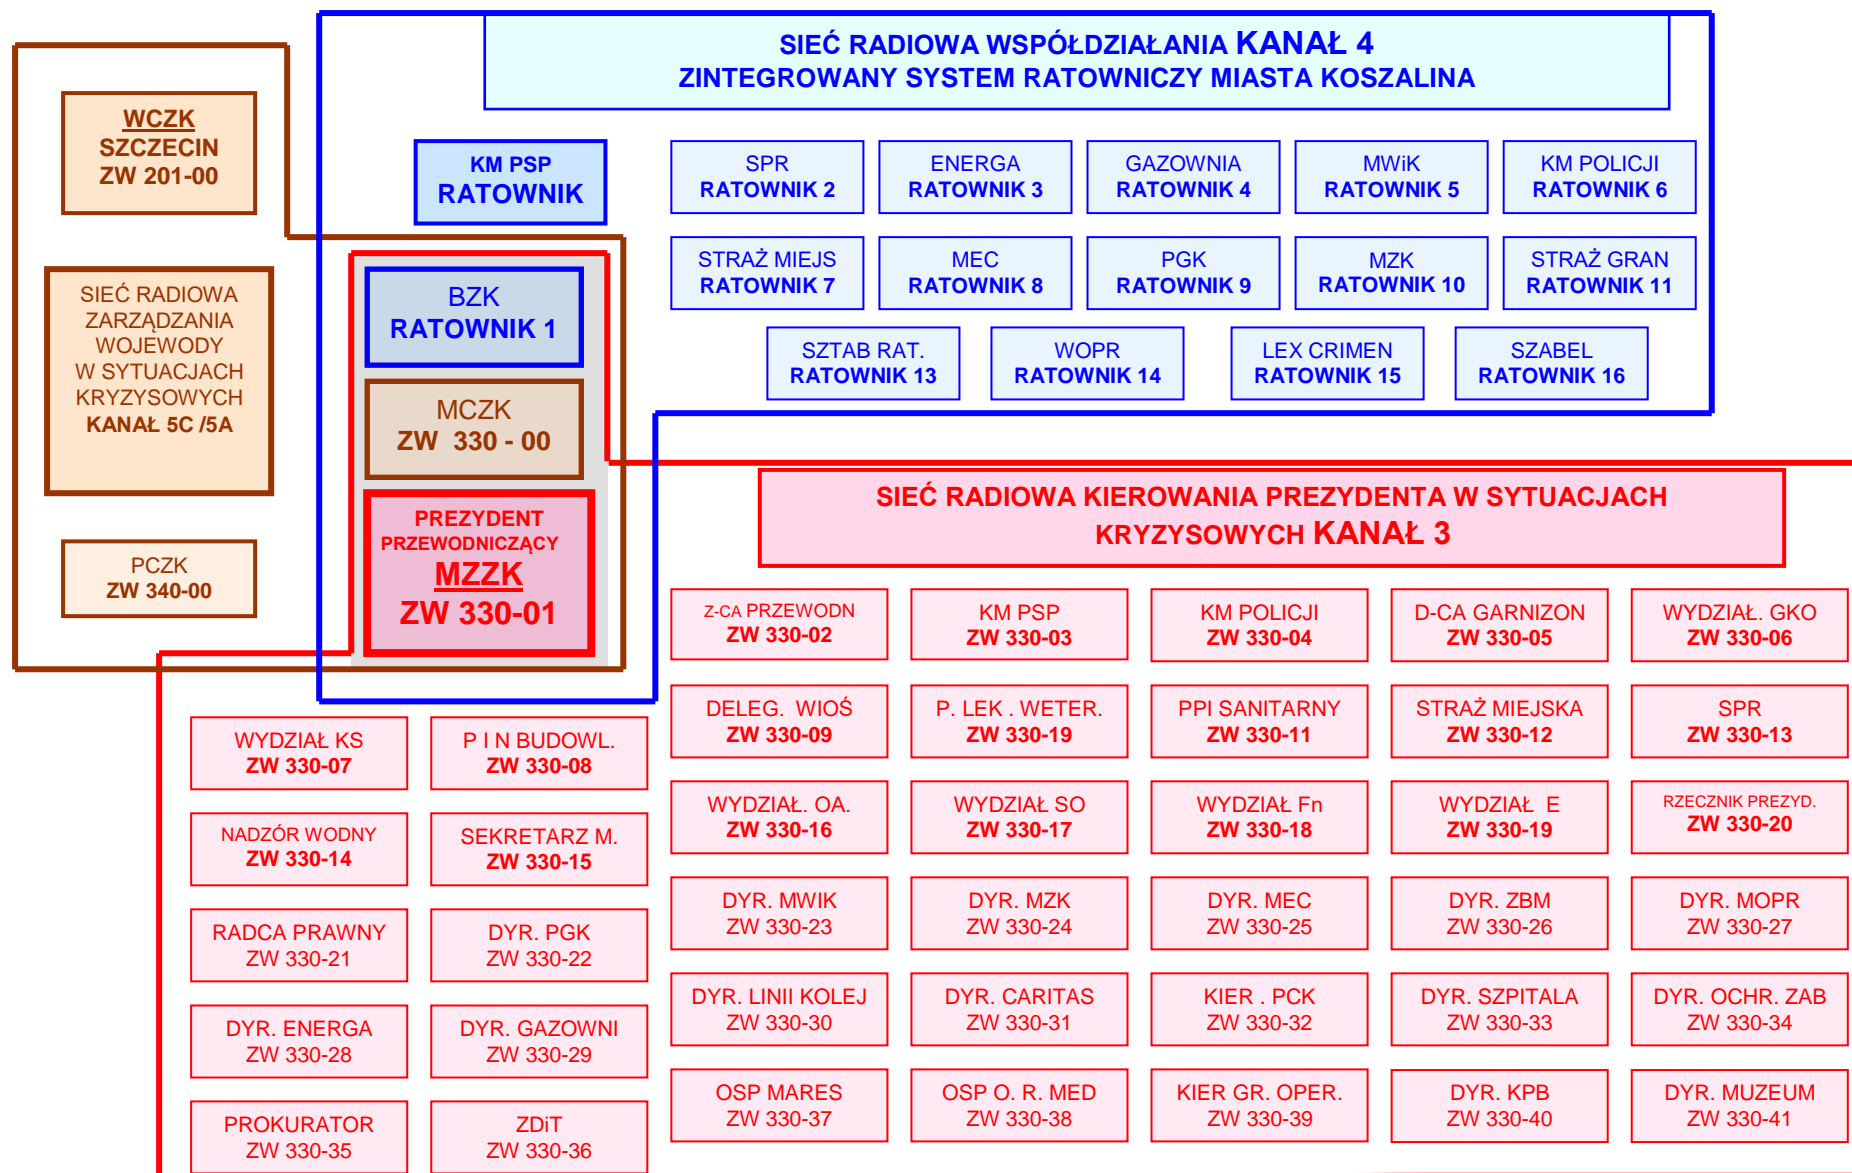 SIEĆ RADIOWA WSPÓŁDZIAŁANIA KANAŁ 4
ZINTEGROWANY SYSTEM RATOWNICZY MIASTA KOSZALINA
WCZK
SZCZECIN
ZW 201-00
SIEĆ RADIOWA
ZARZĄDZANIA
WOJEWODY
W SYTUACJACH
KRYZYSOWYCH
KANAŁ 5C /5A
PCZK
ZW 340-00
KM PSP
RATOWNIK
BZK
RATOWNIK 1
MCZK
ZW 330 - 00
PREZYDENT
PRZEWODNICZĄCY
MZZK
ZW 330-01
SPR
RATOWNIK 2
ENERGA
RATOWNIK 3
GAZOWNIA
RATOWNIK 4
MWiK
RATOWNIK 5
KM POLICJI
RATOWNIK 6
STRAŻ MIEJS
RATOWNIK 7
MEC
RATOWNIK 8
PGK
RATOWNIK 9
MZK
RATOWNIK 10
STRAŻ GRAN
RATOWNIK 11
SZTAB RAT.
RATOWNIK 13
WOPR
RATOWNIK 14
LEX CRIMEN
RATOWNIK 15
SZABEL
RATOWNIK 16
SIEĆ RADIOWA KIEROWANIA PREZYDENTA W SYTUACJACH
KRYZYSOWYCH KANAŁ 3
Z-CA PRZEWODN
ZW 330-02
KM PSP
ZW 330-03
KM POLICJI
ZW 330-04
D-CA GARNIZON
ZW 330-05
WYDZIAŁ. GKO
ZW 330-06
WYDZIAŁ KS
ZW 330-07
P I N BUDOWL.
ZW 330-08
DELEG. WIOŚ
ZW 330-09
P. LEK . WETER.
ZW 330-19
PPI SANITARNY
ZW 330-11
STRAŻ MIEJSKA
ZW 330-12
SPR
ZW 330-13
NADZÓR WODNY
ZW 330-14
SEKRETARZ M.
ZW 330-15
WYDZIAŁ. OA.
ZW 330-16
WYDZIAŁ SO
ZW 330-17
WYDZIAŁ Fn
ZW 330-18
WYDZIAŁ E
ZW 330-19
RZECZNIK PREZYD.
ZW 330-20
RADCA PRAWNY
ZW 330-21
DYR. PGK
ZW 330-22
DYR. MWIK
ZW 330-23
DYR. MZK
ZW 330-24
DYR. MEC
ZW 330-25
DYR. ZBM
ZW 330-26
DYR. MOPR
ZW 330-27
DYR. ENERGA
ZW 330-28
DYR. GAZOWNI
ZW 330-29
DYR. LINII KOLEJ
ZW 330-30
DYR. CARITAS
ZW 330-31
KIER . PCK
ZW 330-32
DYR. SZPITALA
ZW 330-33
DYR. OCHR. ZAB
ZW 330-34
PROKURATOR
ZW 330-35
ZDiT
ZW 330-36
OSP MARES
ZW 330-37
OSP O. R. MED
ZW 330-38
KIER GR. OPER.
ZW 330-39
DYR. KPB
ZW 330-40
DYR. MUZEUM
ZW 330-41